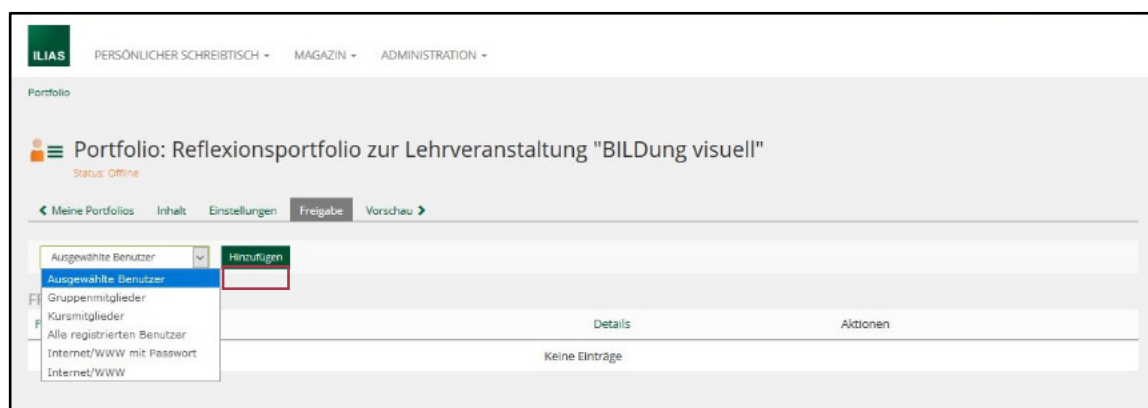 ILIAS PERSÖNLICHER SCHREIBTISCH MAGAZIN ADMINISTRATION
Portfolio
Portfolio: Reflexionsportfolio zur Lehrveranstaltung "BILDung visuell"
Status: Offline
Meine Portfolios Inhalt Einstellungen Freigabe Vorschau
Ausgewählte Benutzer Hinzufügen
Ausgewählte Benutzer
Gruppenmitglieder
Kursmitglieder
Alle registrierten Benutzer
Internet/WWW mit Passwort
Internet/WWW
Details Aktionen
Keine Einträge